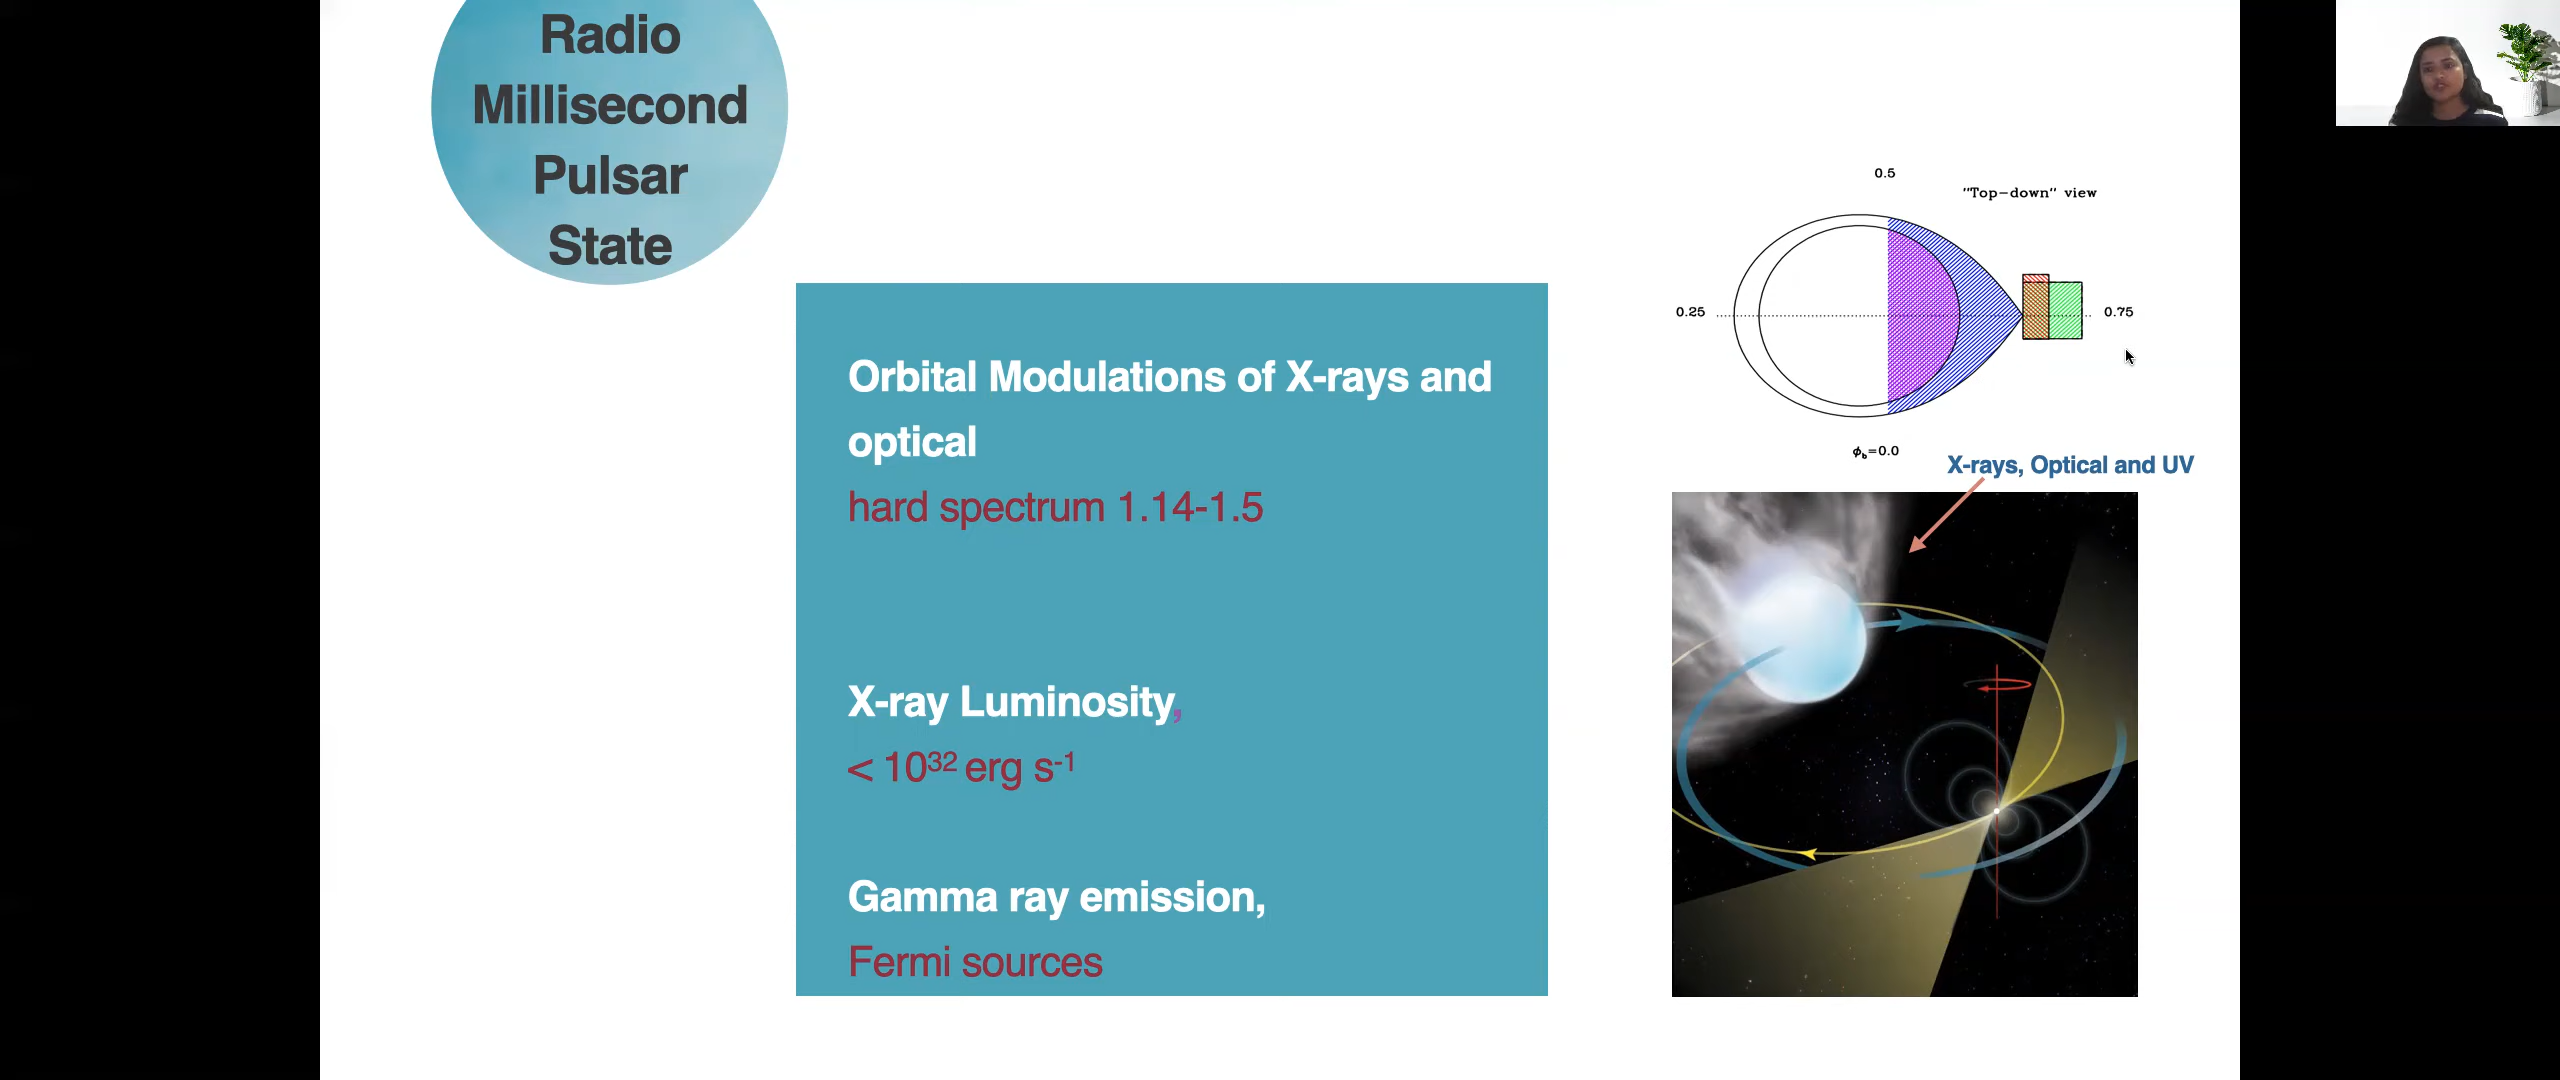 Radio
Millisecond
Pulsar
State
Orbital Modulations of X-rays and
optical
hard spectrum 1.14-1.5
X-ray Luminosity,
< 10³² erg s⁻¹
Gamma ray emission,
Fermi sources
0.5
"Top-down" view
0.25
0.75
ϕb=0.0
X-rays, Optical and UV